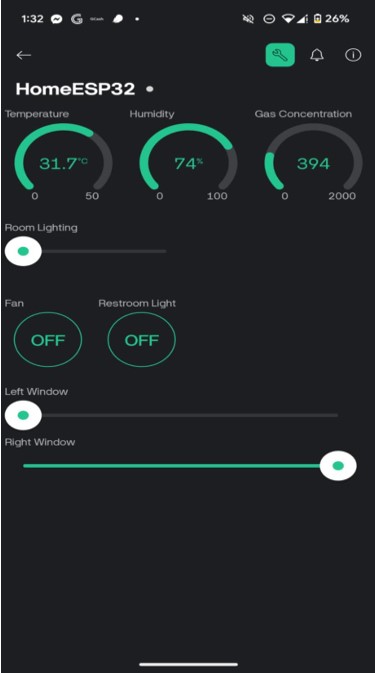 1:32 GCash 26%
HomeESP32
Temperature Humidity Gas Concentration
31.7°C 74% 394
0 50 0 100 0 2000
Room Lighting
Fan Restroom Light
OFF OFF
Left Window
Right Window